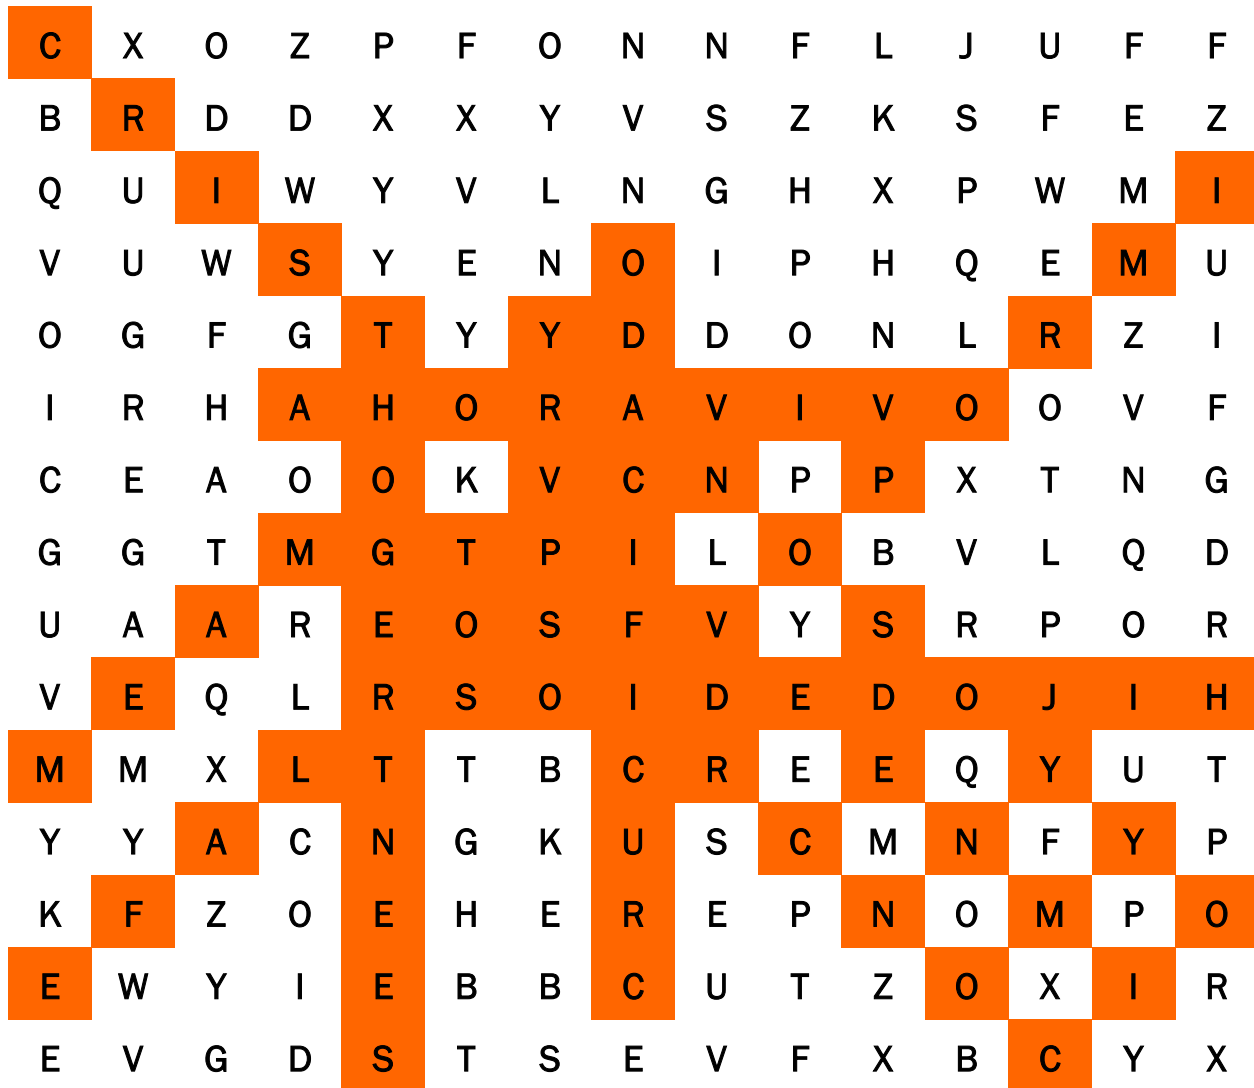 C X O Z P F O N N F L J U F F
B R D D X X Y V S Z K S F E Z
Q U I W Y V L N G H X P W M I
V U W S Y E N O I P H Q E M U
O G F G T Y Y D D O N L R Z I
I R H A H O R A V I V O O V F
C E A O O K V C N P P X T N G
G G T M G T P I L O B V L Q D
U A A R E O S F V Y S R P O R
V E Q L R S O I D E D O J I H
M M X L T T B C R E E Q Y U T
Y Y A C N G K U S C M N F Y P
K F Z O E H E R E P N O M P O
E W Y I E B B C U T Z O X I R
E V G D S T S E V F X B C Y X